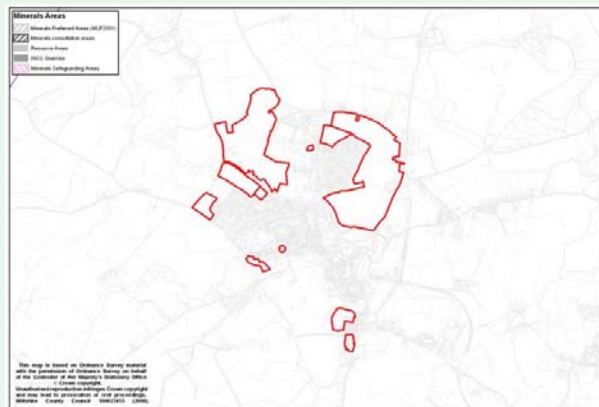 Minerals Areas
Minerals Preferred Areas (MLP2001)
Minerals consultation areas
Resource Areas
Minerals Safeguarding Areas
This map is based on Ordnance Survey material
with the permission of Ordnance Survey on behalf
of the Controller of Her Majesty's Stationery Office
© Crown copyright.
Unauthorised reproduction infringes Crown copyright
and may lead to prosecution or civil proceedings.
Wiltshire County Council